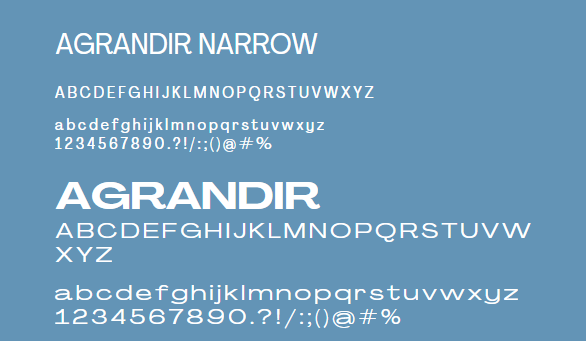 AGRANDIR NARROW
ABCDEFGHIJKLMNOPQRSTUVWXYZ
abcdefghijklmnopqrstuvwxyz
1234567890.?!/:;()@#%
AGRANDIR
ABCDEFGHIJKLMNOPQRSTUVW
XYZ
abcdefghijklmnopqrstuvwxyz
1234567890.?!/:;()@#%